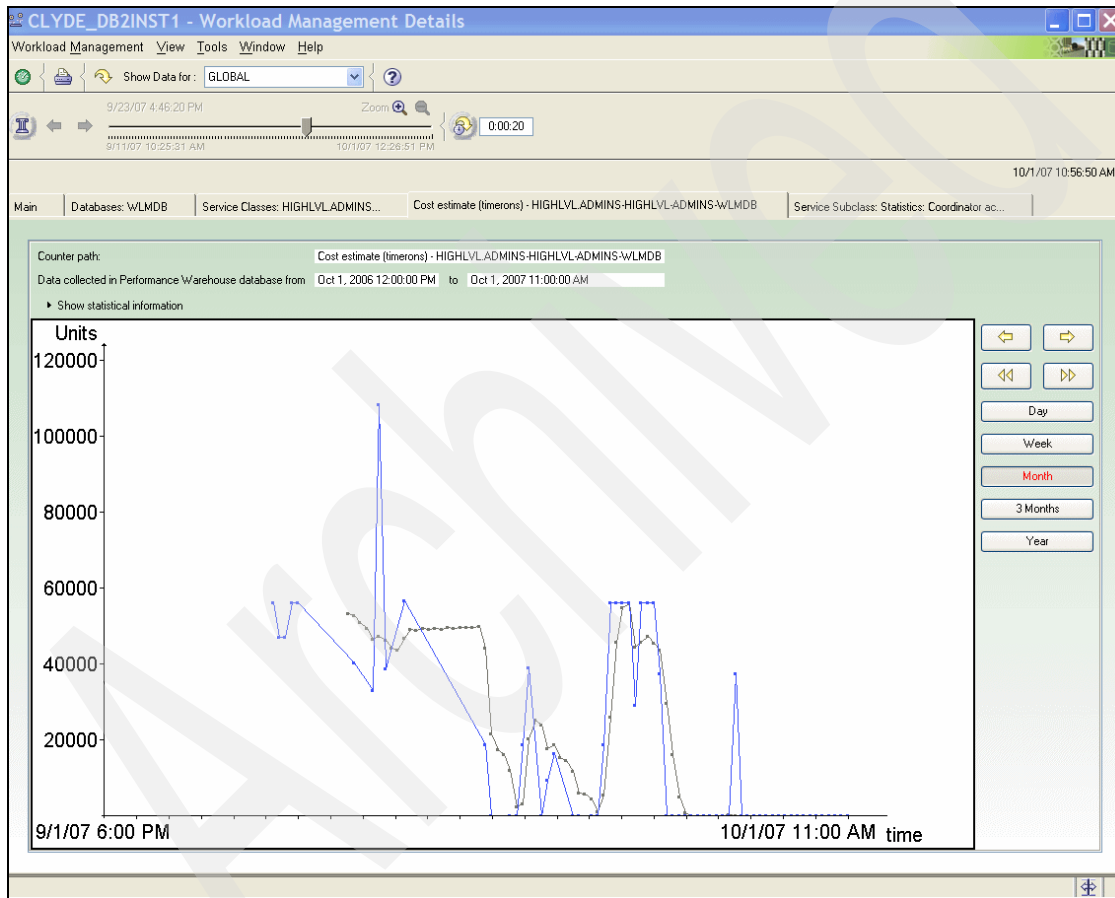 CLYDE_DB2INST1 - Workload Management Details
Workload Management View Tools Window Help
Show Data for: GLOBAL
9/23/07 4:46:20 PM Zoom
0:00:20
9/11/07 10:25:31 AM 10/1/07 12:26:51 PM
10/1/07 10:56:50 AM
Main Databases: WLMDB Service Classes: HIGHLVL.ADMINS... Cost estimate (timerons) - HIGHLVL.ADMINS-HIGHLVL-ADMINS-WLMDB Service Subclass: Statistics: Coordinator ac...
Counter path: Cost estimate (timerons) - HIGHLVL.ADMINS-HIGHLVL-ADMINS-WLMDB
Data collected in Performance Warehouse database from Oct 1, 2006 12:00:00 PM to Oct 1, 2007 11:00:00 AM
Show statistical information
Units
120000
100000
80000
60000
40000
20000
9/1/07 6:00 PM 10/1/07 11:00 AM time
Day
Week
Month
3 Months
Year
Archived